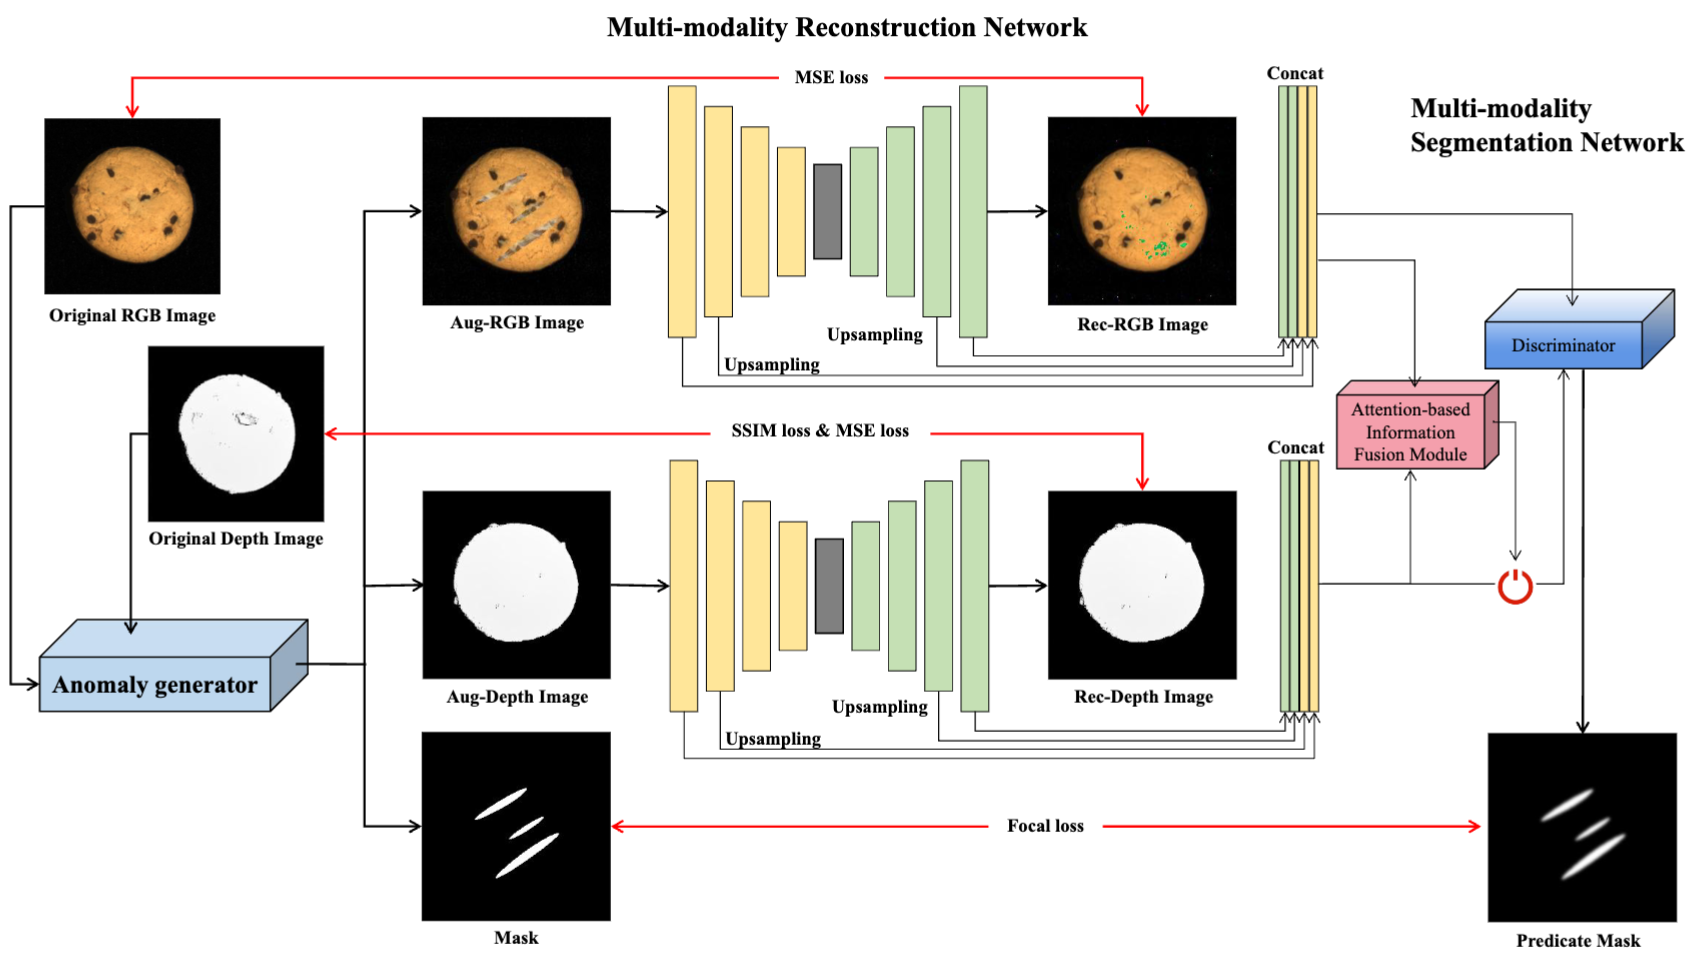 Multi-modality Reconstruction Network
MSE loss
Concat
Multi-modality
Segmentation Network
Original RGB Image
Aug-RGB Image
Rec-RGB Image
Upsampling
Upsampling
Discriminator
Attention-based
Information
Fusion Module
SSIM loss & MSE loss
Concat
Original Depth Image
Anomaly generator
Aug-Depth Image
Rec-Depth Image
Upsampling
Upsampling
Focal loss
Mask
Predicate Mask